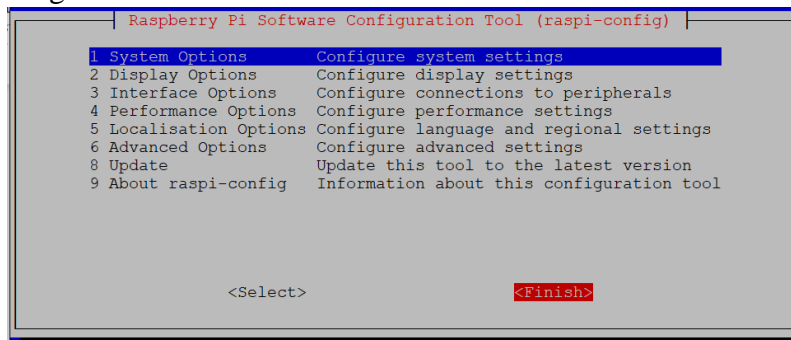 Raspberry Pi Software Configuration Tool (raspi-config)
1 System Options Configure system settings
2 Display Options Configure display settings
3 Interface Options Configure connections to peripherals
4 Performance Options Configure performance settings
5 Localisation Options Configure language and regional settings
6 Advanced Options Configure advanced settings
8 Update Update this tool to the latest version
9 About raspi-config Information about this configuration tool
<Select> <Finish>